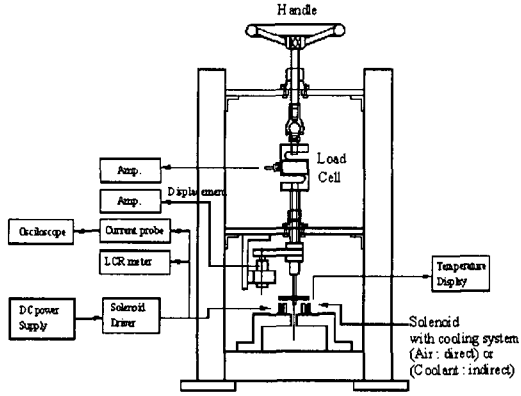 Handle
Load
Cell
Amp.
Amp.
Displacement
Osciloscope
Current probe
LCR meter
Temperature
Display
DC power
Supply
Solenoid
Driver
Solenoid
with cooling system
(Air : direct) or
(Coolant : indirect)